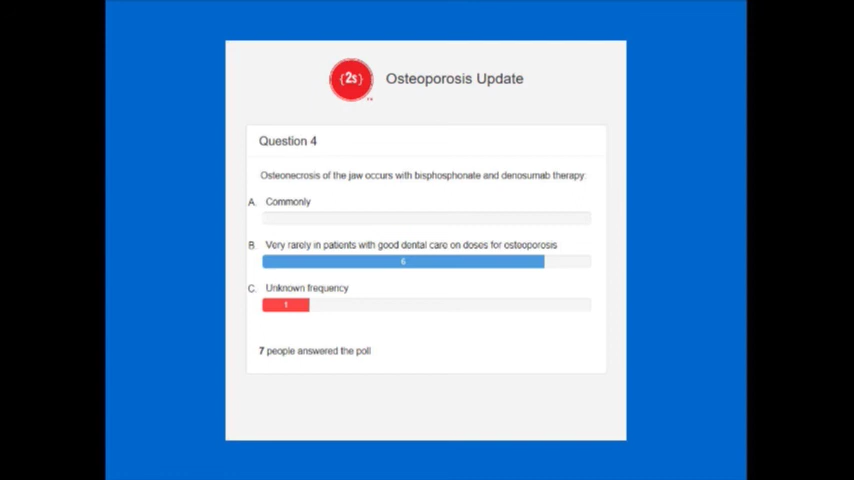 {2s}
Osteoporosis Update
Question 4
Osteonecrosis of the jaw occurs with bisphosphonate and denosumab therapy:
A. Commonly
B. Very rarely in patients with good dental care on doses for osteoporosis
6
C. Unknown frequency
1
7 people answered the poll